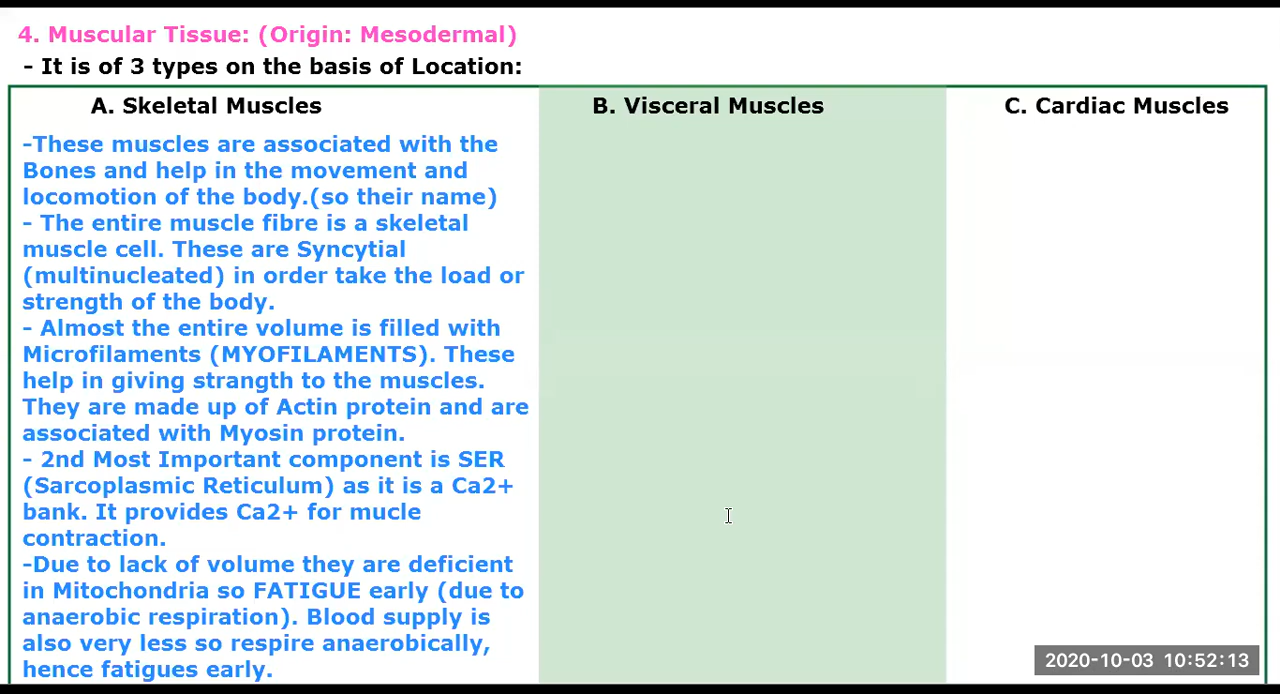 4. Muscular Tissue: (Origin: Mesodermal)
- It is of 3 types on the basis of Location:
A. Skeletal Muscles
-These muscles are associated with the
Bones and help in the movement and
locomotion of the body.(so their name)
- The entire muscle fibre is a skeletal
muscle cell. These are Syncytial
(multinucleated) in order take the load or
strength of the body.
- Almost the entire volume is filled with
Microfilaments (MYOFILAMENTS). These
help in giving strangth to the muscles.
They are made up of Actin protein and are
associated with Myosin protein.
- 2nd Most Important component is SER
(Sarcoplasmic Reticulum) as it is a Ca2+
bank. It provides Ca2+ for mucle
contraction.
-Due to lack of volume they are deficient
in Mitochondria so FATIGUE early (due to
anaerobic respiration). Blood supply is
also very less so respire anaerobically,
hence fatigues early.
B. Visceral Muscles
C. Cardiac Muscles
2020-10-03 10:52:13